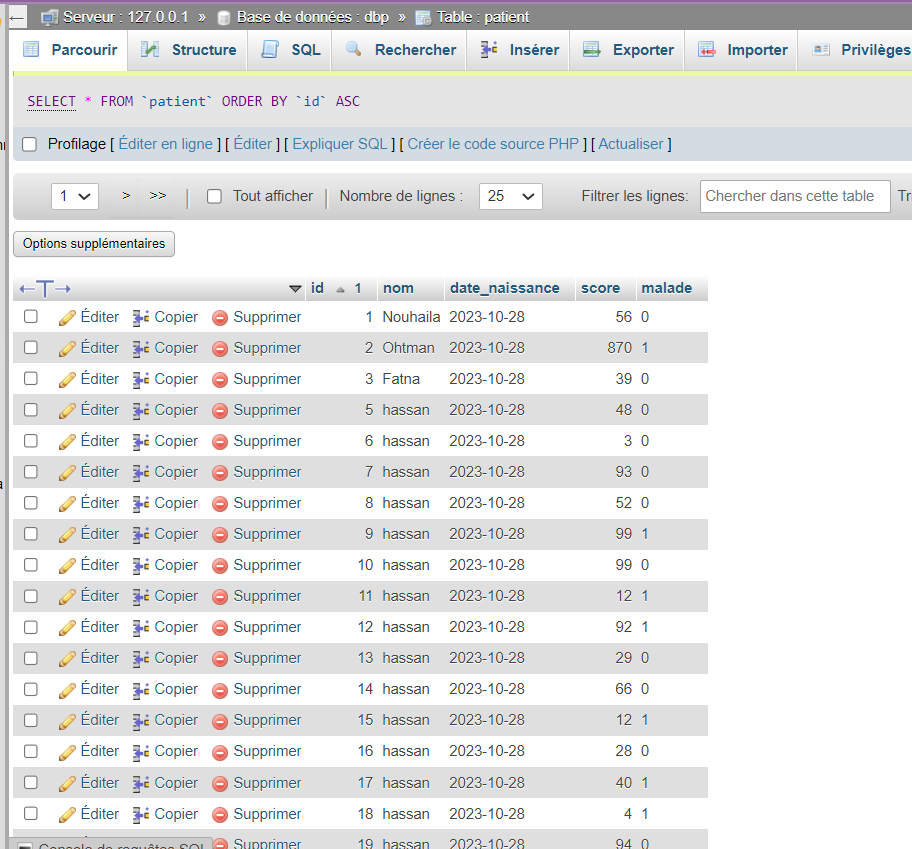 Serveur : 127.0.0.1 » Base de données : dbp » Table : patient
Parcourir Structure SQL Rechercher Insérer Exporter Importer Privilèges
SELECT * FROM `patient` ORDER BY `id` ASC
Profilage [ Éditer en ligne ] [ Éditer ] [ Expliquer SQL ] [ Créer le code source PHP ] [ Actualiser ]
1 > >> | Tout afficher | Nombre de lignes : 25 Filtrer les lignes: Chercher dans cette table Tr
Options supplémentaires
←T→ id 1 nom date_naissance score malade
Éditer Copier Supprimer 1 Nouhaila 2023-10-28 56 0
Éditer Copier Supprimer 2 Ohtman 2023-10-28 870 1
Éditer Copier Supprimer 3 Fatna 2023-10-28 39 0
Éditer Copier Supprimer 5 hassan 2023-10-28 48 0
Éditer Copier Supprimer 6 hassan 2023-10-28 3 0
Éditer Copier Supprimer 7 hassan 2023-10-28 93 0
Éditer Copier Supprimer 8 hassan 2023-10-28 52 0
Éditer Copier Supprimer 9 hassan 2023-10-28 99 1
Éditer Copier Supprimer 10 hassan 2023-10-28 99 0
Éditer Copier Supprimer 11 hassan 2023-10-28 12 1
Éditer Copier Supprimer 12 hassan 2023-10-28 92 1
Éditer Copier Supprimer 13 hassan 2023-10-28 29 0
Éditer Copier Supprimer 14 hassan 2023-10-28 66 0
Éditer Copier Supprimer 15 hassan 2023-10-28 12 1
Éditer Copier Supprimer 16 hassan 2023-10-28 28 0
Éditer Copier Supprimer 17 hassan 2023-10-28 40 1
Éditer Copier Supprimer 18 hassan 2023-10-28 4 1
Supprimer 19 hassan 2023-10-28 94 0
Console de requêtes SQL